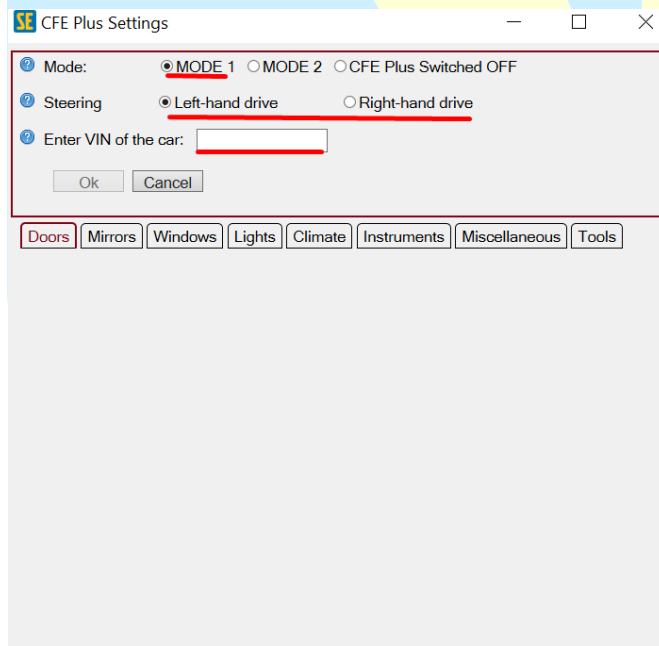 SE CFE Plus Settings
Mode: MODE 1 MODE 2 CFE Plus Switched OFF
Steering Left-hand drive Right-hand drive
Enter VIN of the car:
Ok Cancel
Doors Mirrors Windows Lights Climate Instruments Miscellaneous Tools